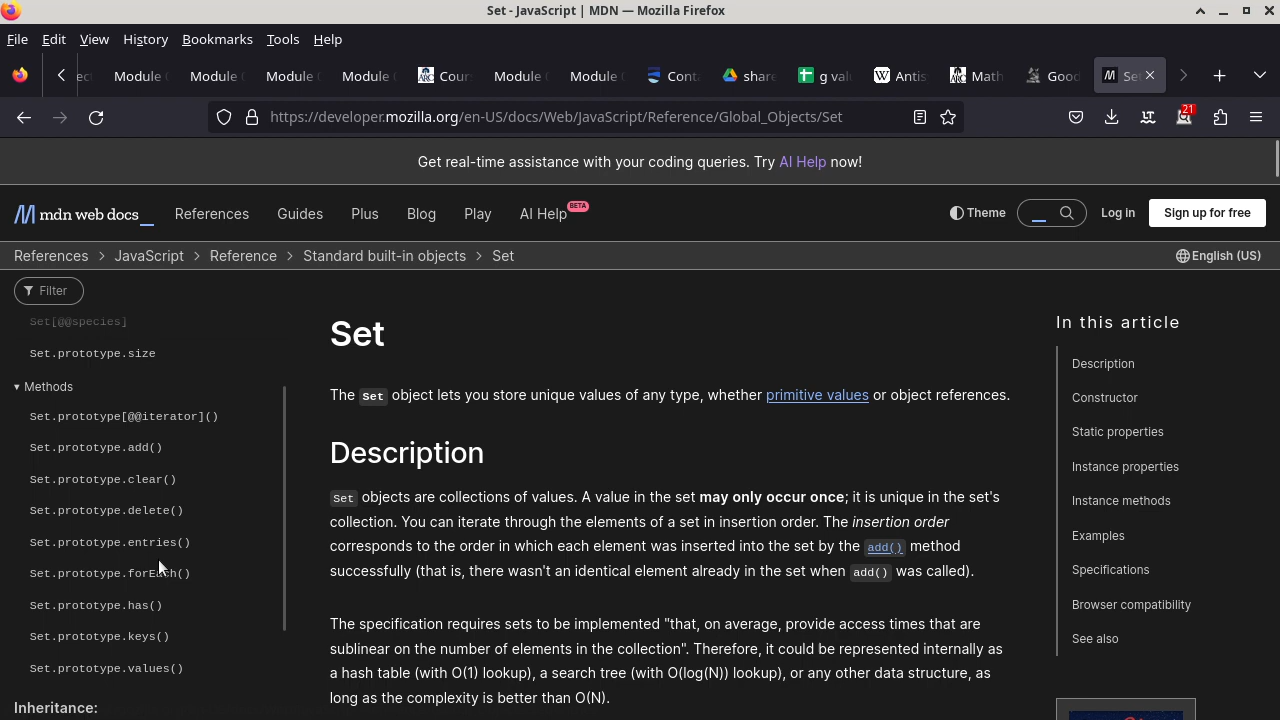 Set - JavaScript | MDN — Mozilla Firefox
File Edit View History Bookmarks Tools Help
Module Module Module Module Cour Module Module Conta share g val Antis Math Good Se
https://developer.mozilla.org/en-US/docs/Web/JavaScript/Reference/Global_Objects/Set
21
Get real-time assistance with your coding queries. Try AI Help now!
mdn web docs_ References Guides Plus Blog Play AI Help BETA Theme Log in Sign up for free
References > JavaScript > Reference > Standard built-in objects > Set English (US)
Filter
Set[@@species]
Set.prototype.size
Methods
Set.prototype[@@iterator]()
Set.prototype.add()
Set.prototype.clear()
Set.prototype.delete()
Set.prototype.entries()
Set.prototype.forEach()
Set.prototype.has()
Set.prototype.keys()
Set.prototype.values()
Inheritance:
Set
The Set object lets you store unique values of any type, whether primitive values or object references.
Description
Set objects are collections of values. A value in the set may only occur once; it is unique in the set's
collection. You can iterate through the elements of a set in insertion order. The insertion order
corresponds to the order in which each element was inserted into the set by the add() method
successfully (that is, there wasn't an identical element already in the set when add() was called).
The specification requires sets to be implemented "that, on average, provide access times that are
sublinear on the number of elements in the collection". Therefore, it could be represented internally as
a hash table (with O(1) lookup), a search tree (with O(log(N)) lookup), or any other data structure, as
long as the complexity is better than O(N).
In this article
Description
Constructor
Static properties
Instance properties
Instance methods
Examples
Specifications
Browser compatibility
See also